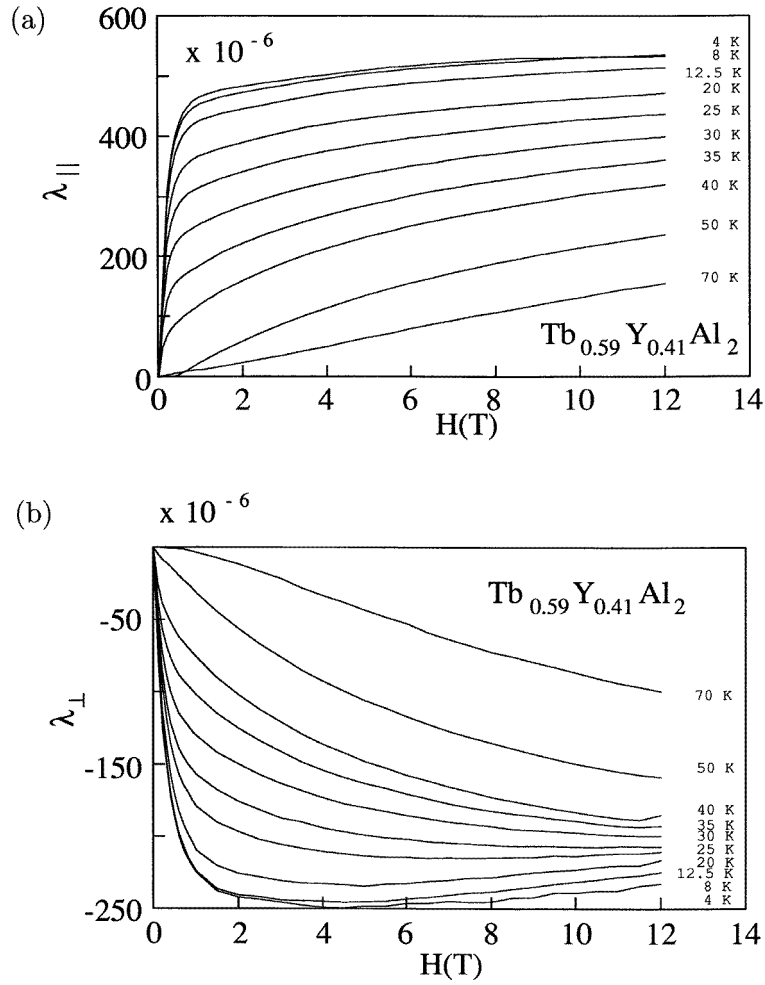 (a)
600
x 10 -6
4 K
8 K
12.5 K
20 K
400
25 K
λ||
30 K
35 K
40 K
200
50 K
70 K
Tb0.59Y0.41Al2
0
0 2 4 6 8 10 12 14
H(T)
(b)
x 10 -6
Tb0.59Y0.41Al2
-50
λ⊥
70 K
-150
50 K
40 K
35 K
30 K
25 K
20 K
12.5 K
8 K
4 K
-250
0 2 4 6 8 10 12 14
H(T)